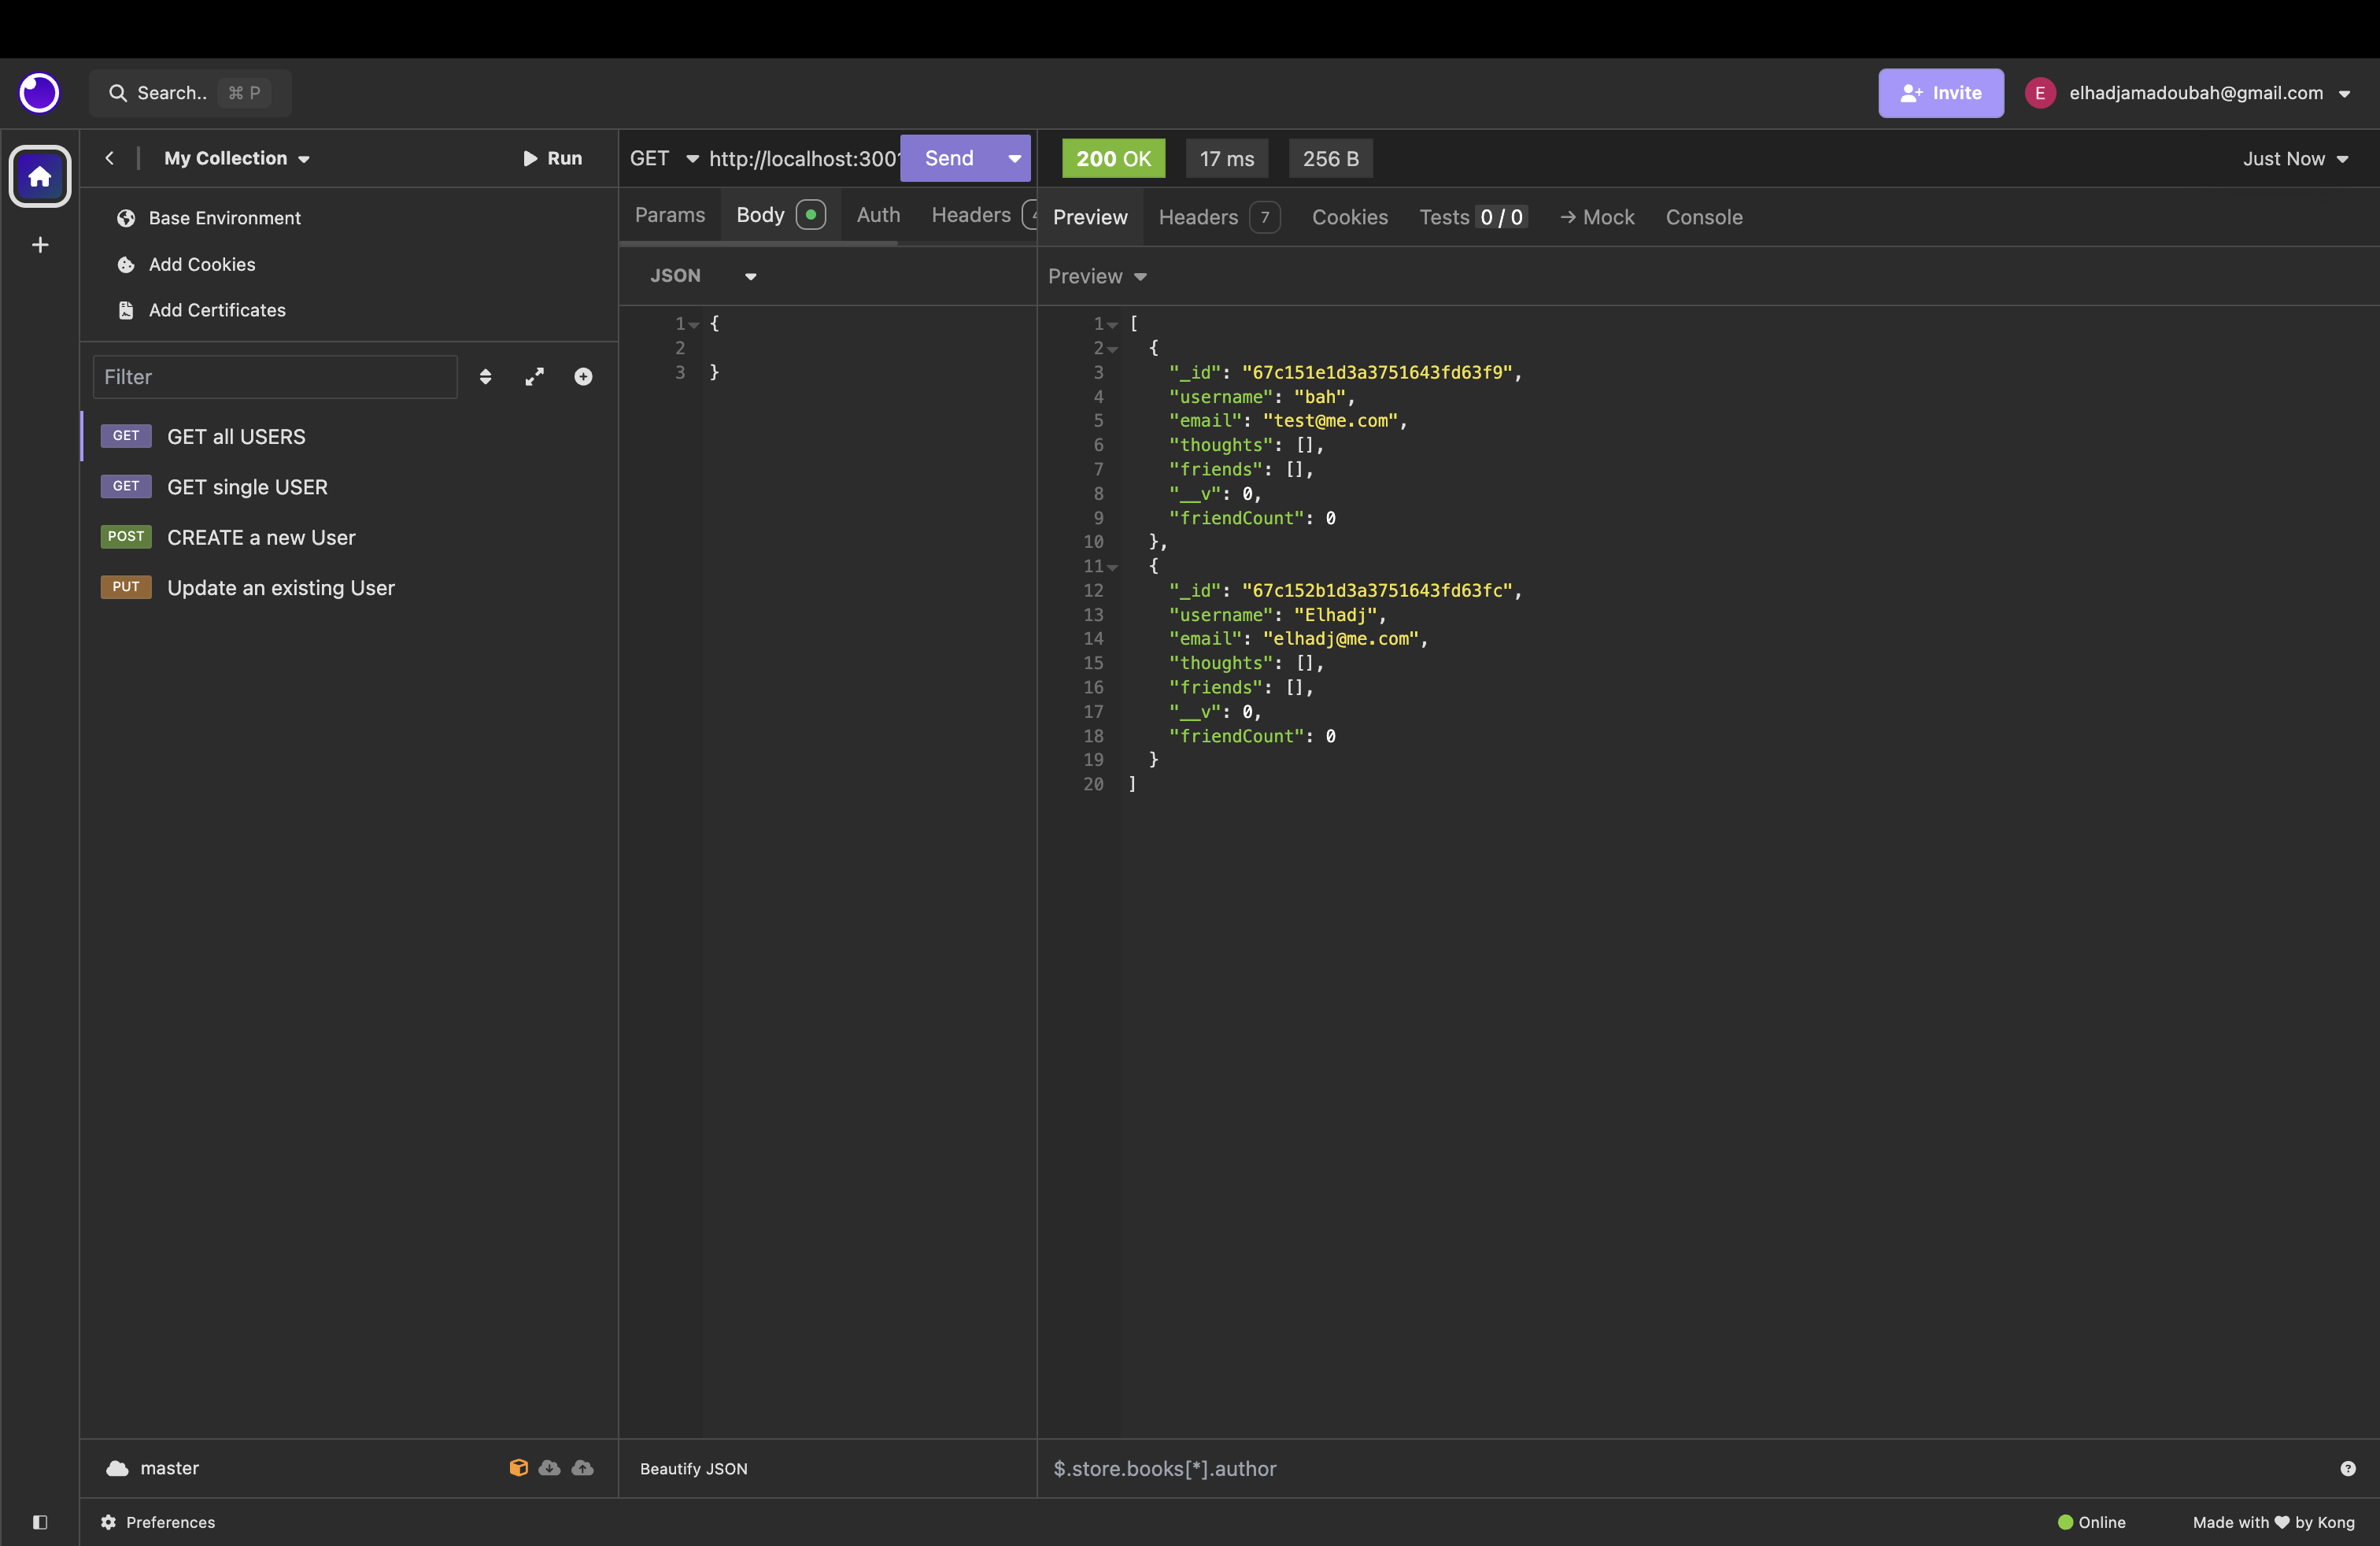 Search.. ⌘ P
Invite
E elhadjamadoubah@gmail.com
My Collection
Run
GET http://localhost:3001
Send
200 OK
17 ms
256 B
Just Now
Base Environment
Add Cookies
Add Certificates
Filter
GET GET all USERS
GET GET single USER
POST CREATE a new User
PUT Update an existing User
Params Body Auth Headers
JSON
1 {
2
3 }
Preview Headers 7 Cookies Tests 0 / 0 → Mock Console
Preview
1 [
2 {
3 "_id": "67c151e1d3a3751643fd63f9",
4 "username": "bah",
5 "email": "test@me.com",
6 "thoughts": [],
7 "friends": [],
8 "__v": 0,
9 "friendCount": 0
10 },
11 {
12 "_id": "67c152b1d3a3751643fd63fc",
13 "username": "Elhadj",
14 "email": "elhadj@me.com",
15 "thoughts": [],
16 "friends": [],
17 "__v": 0,
18 "friendCount": 0
19 }
20 ]
master
Beautify JSON
$.store.books[*].author
Preferences
Online
Made with ♥ by Kong